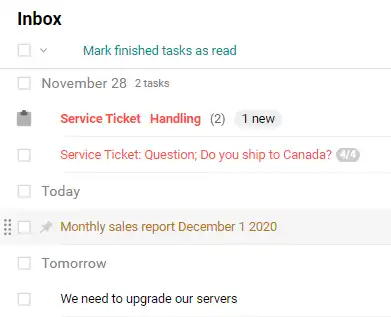 Inbox
Mark finished tasks as read
November 28 2 tasks
Service Ticket Handling (2) 1 new
Service Ticket: Question; Do you ship to Canada? 4/4
Today
Monthly sales report December 1 2020
Tomorrow
We need to upgrade our servers